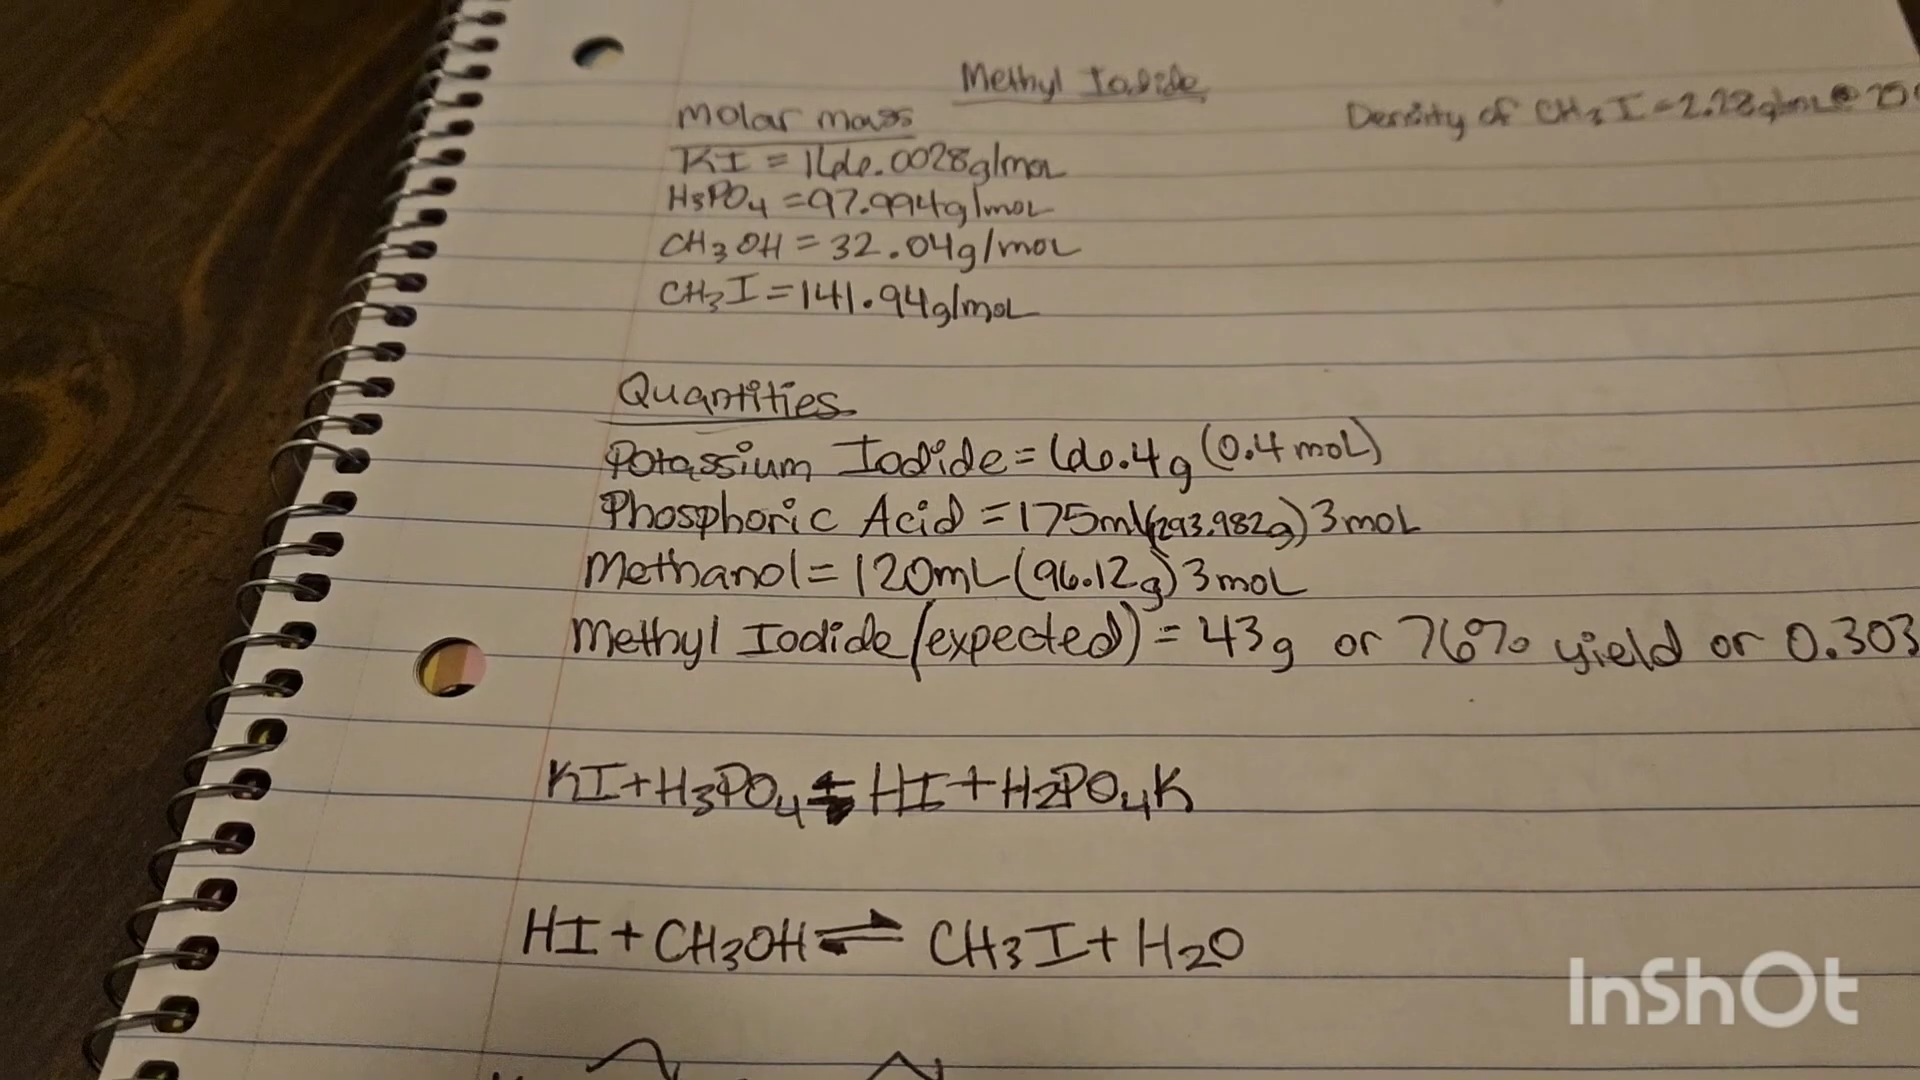 Methyl Iodide
Density of CH3I = 2.28g/mL @ 25
Molar mass
KI = 166.0028g/mol
H3PO4 = 97.994g/mol
CH3OH = 32.04g/mol
CH3I = 141.94g/mol
Quantities
Potassium Iodide = 66.4g (0.4 mol)
Phosphoric Acid = 175ml (293.982g) 3 mol
Methanol = 120mL (96.12g) 3 mol
Methyl Iodide (expected) = 43g or 76% yield or 0.303
KI + H3PO4 ⇌ HI + H2PO4K
HI + CH3OH ⇌ CH3I + H2O
InShOt